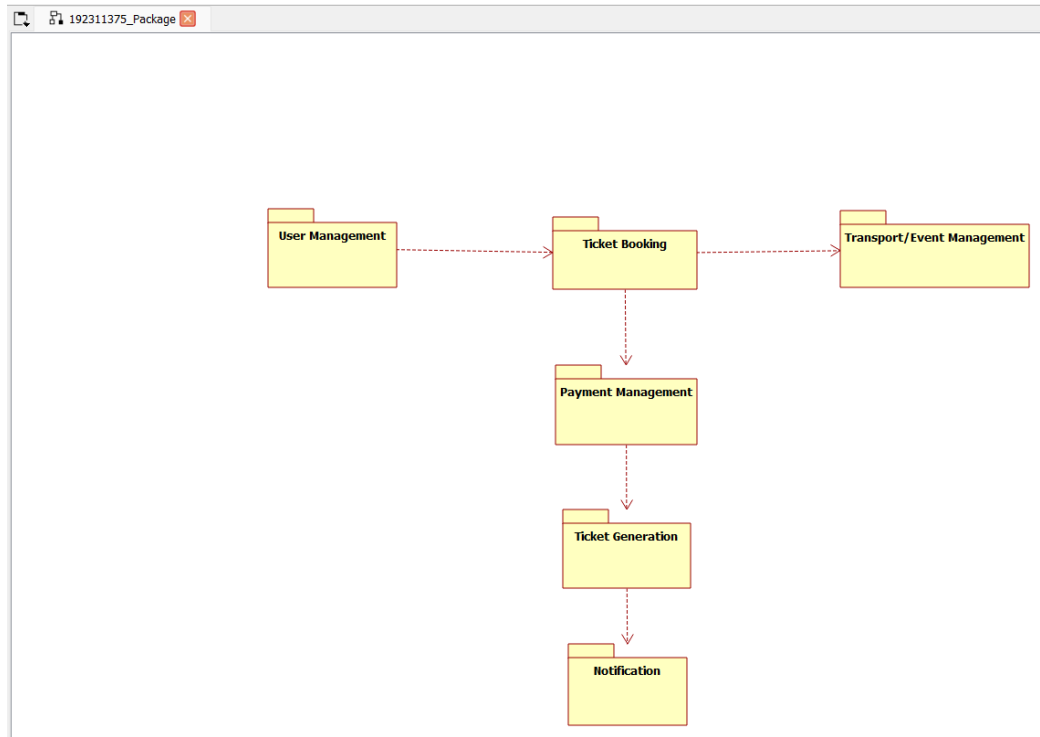 192311375_Package
User Management
Ticket Booking
Transport/Event Management
Payment Management
Ticket Generation
Notification